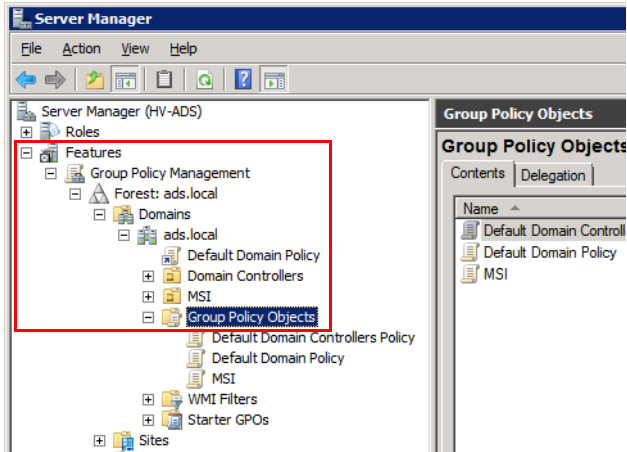 Server Manager
File Action View Help
Server Manager (HV-ADS)
Roles
Features
Group Policy Management
Forest: ads.local
Domains
ads.local
Default Domain Policy
Domain Controllers
MSI
Group Policy Objects
Default Domain Controllers Policy
Default Domain Policy
MSI
WMI Filters
Starter GPOs
Sites
Group Policy Objects
Group Policy Objects
Contents Delegation
Name
Default Domain Controll
Default Domain Policy
MSI